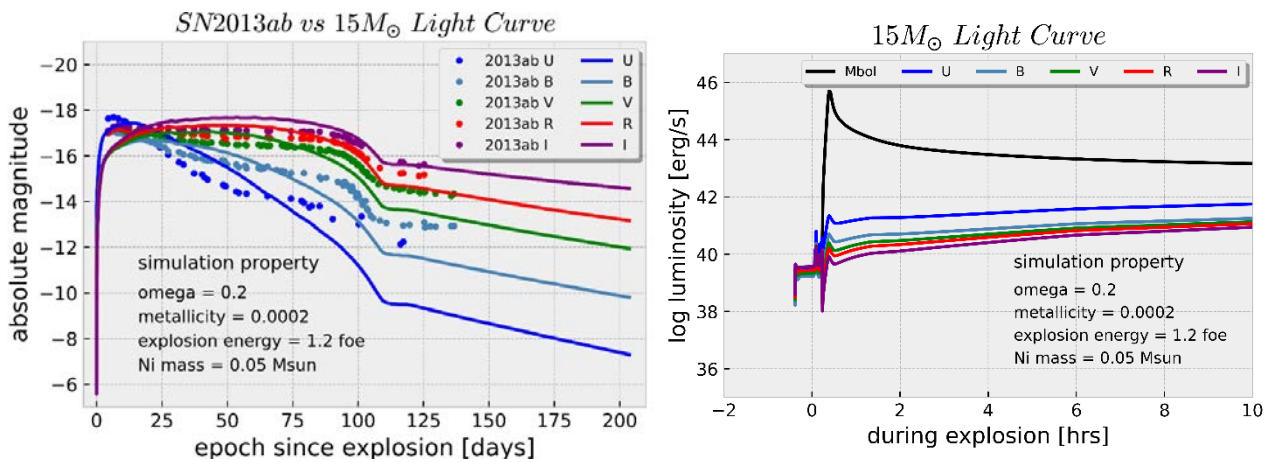 SN2013ab vs 15M⊙ Light Curve
absolute magnitude
−20
−18
−16
−14
−12
−10
−8
−6
2013ab U
2013ab B
2013ab V
2013ab R
2013ab I
U
B
V
R
I
simulation property
omega = 0.2
metallicity = 0.0002
explosion energy = 1.2 foe
Ni mass = 0.05 Msun
0 25 50 75 100 125 150 175 200
epoch since explosion [days]
15M⊙ Light Curve
log luminosity [erg/s]
46
44
42
40
38
36
Mbol U B V R I
simulation property
omega = 0.2
metallicity = 0.0002
explosion energy = 1.2 foe
Ni mass = 0.05 Msun
−2 0 2 4 6 8 10
during explosion [hrs]